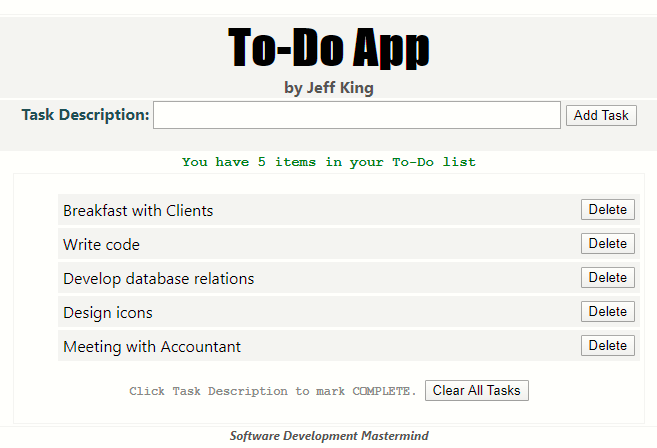 To-Do App
by Jeff King
Task Description: Add Task
You have 5 items in your To-Do list
Breakfast with Clients Delete
Write code Delete
Develop database relations Delete
Design icons Delete
Meeting with Accountant Delete
Click Task Description to mark COMPLETE. Clear All Tasks
Software Development Mastermind